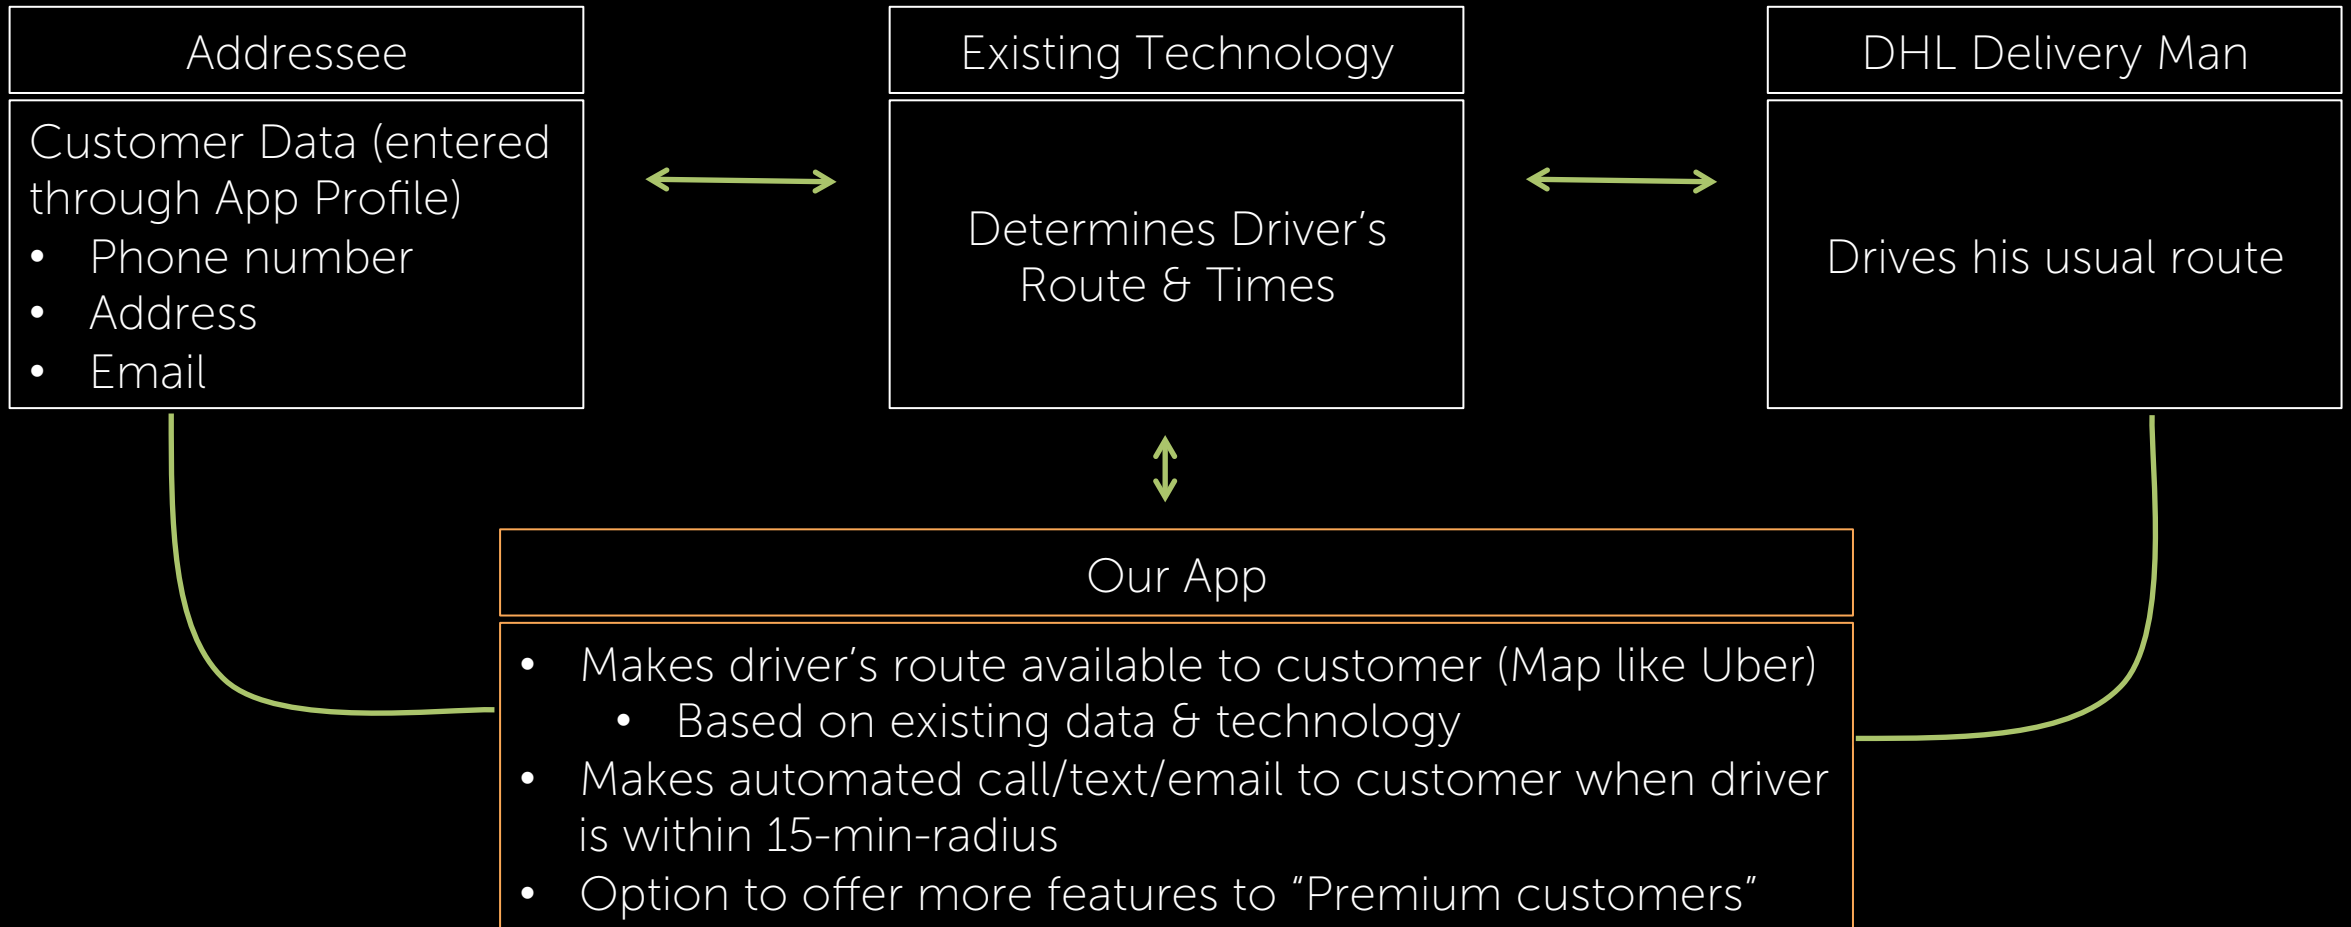 Addressee
Customer Data (entered
through App Profile)
• Phone number
• Address
• Email
Existing Technology
Determines Driver’s
Route & Times
DHL Delivery Man
Drives his usual route
Our App
• Makes driver’s route available to customer (Map like Uber)
• Based on existing data & technology
• Makes automated call/text/email to customer when driver
is within 15-min-radius
• Option to offer more features to “Premium customers”